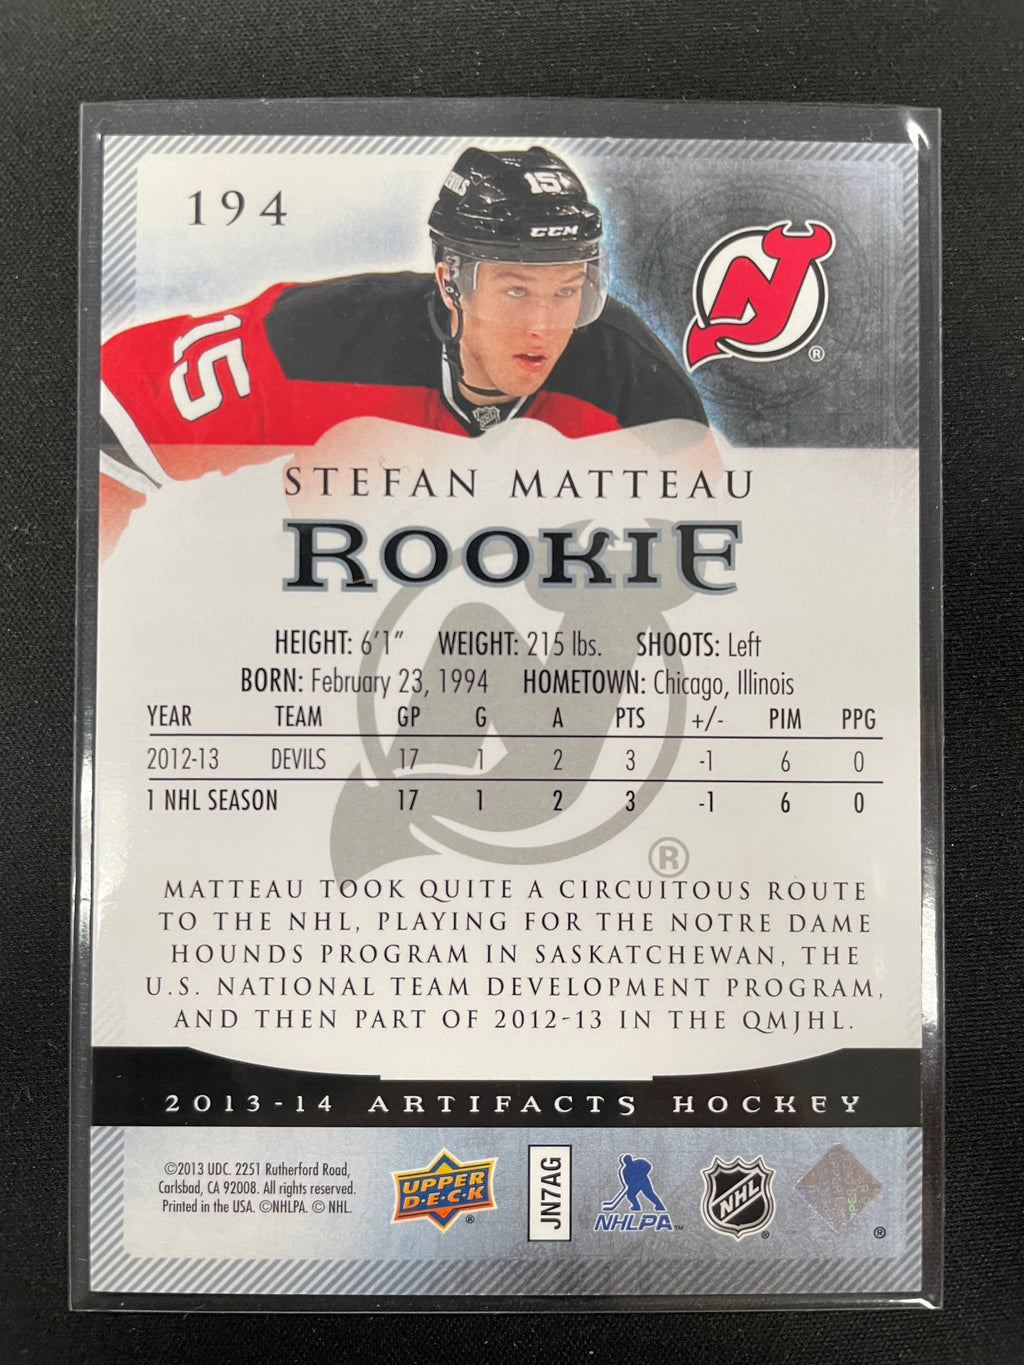 194
DEVILS
15
CCM
15
STEFAN MATTEAU
ROOKIE
HEIGHT: 6'1" WEIGHT: 215 lbs. SHOOTS: Left
BORN: February 23, 1994 HOMETOWN: Chicago, Illinois
YEAR TEAM GP G A PTS +/- PIM PPG
2012-13 DEVILS 17 1 2 3 -1 6 0
1 NHL SEASON 17 1 2 3 -1 6 0
MATTEAU TOOK QUITE A CIRCUITOUS ROUTE
TO THE NHL, PLAYING FOR THE NOTRE DAME
HOUNDS PROGRAM IN SASKATCHEWAN, THE
U.S. NATIONAL TEAM DEVELOPMENT PROGRAM,
AND THEN PART OF 2012-13 IN THE QMJHL.
2013-14 ARTIFACTS HOCKEY
©2013 UDC. 2251 Rutherford Road,
Carlsbad, CA 92008. All rights reserved.
Printed in the USA. ©NHLPA. © NHL.
UPPER
D·E·C·K
JN7AG
NHLPA™
NHL